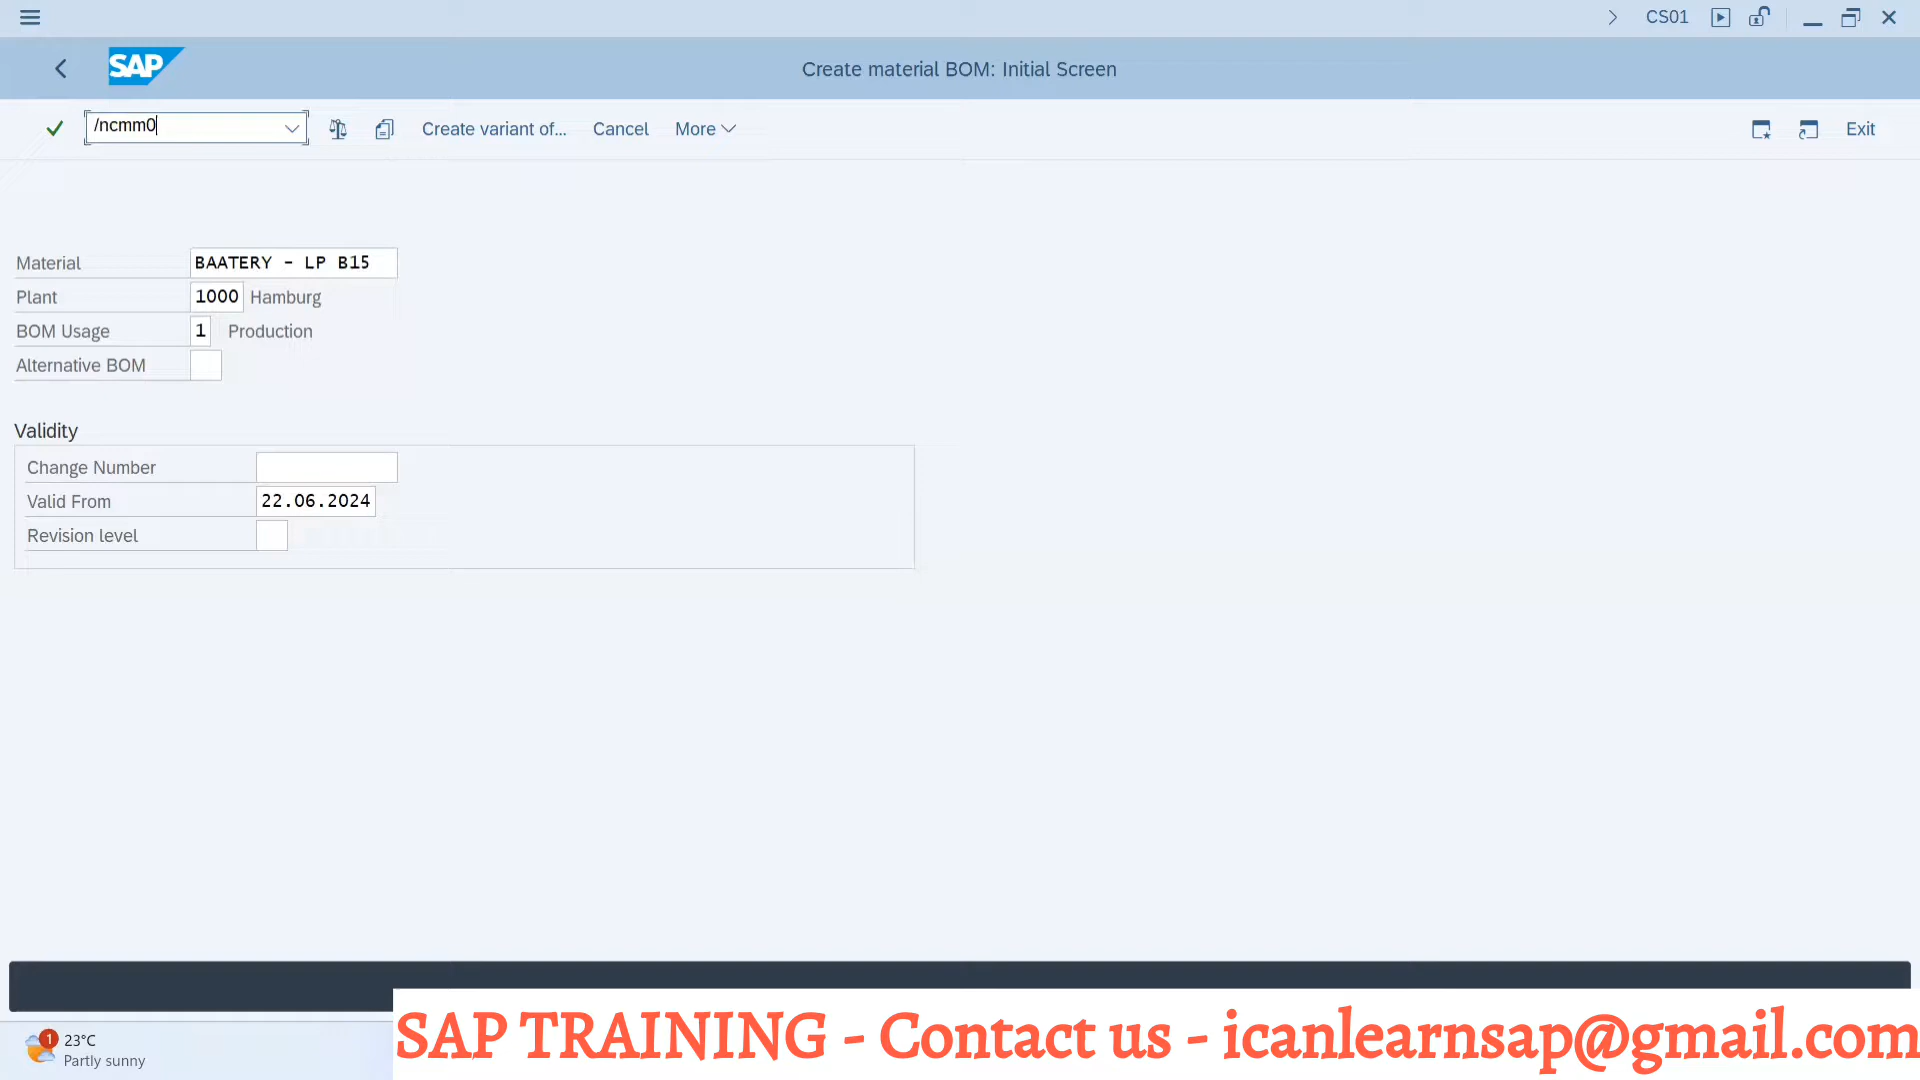 CS01
SAP
Create material BOM: Initial Screen
/ncmm0
Create variant of...
Cancel
More
Exit
Material
BAATERY - LP B15
Plant
1000
Hamburg
BOM Usage
1
Production
Alternative BOM
Validity
Change Number
Valid From
22.06.2024
Revision level
1
23°C
Partly sunny
SAP TRAINING - Contact us - icanlearnsap@gmail.com